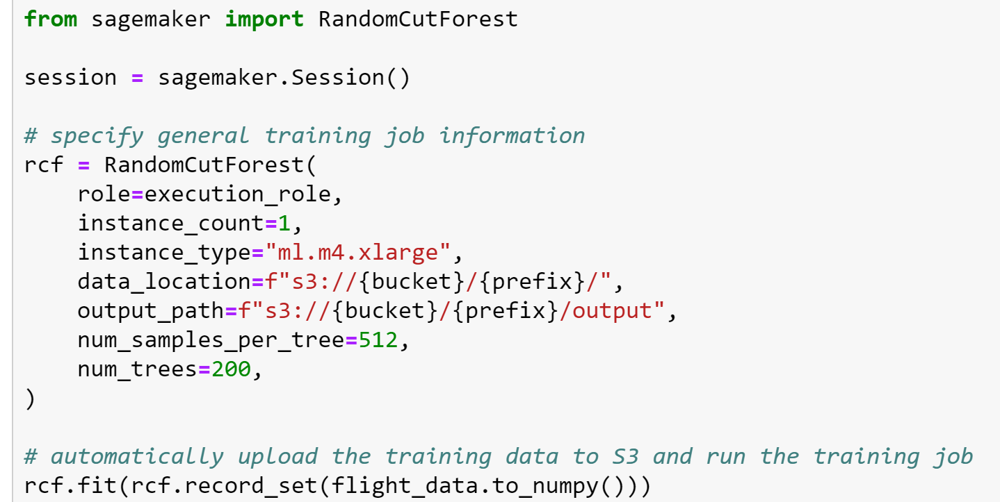 from sagemaker import RandomCutForest
session = sagemaker.Session()
# specify general training job information
rcf = RandomCutForest(
    role=execution_role,
    instance_count=1,
    instance_type="ml.m4.xlarge",
    data_location=f"s3://{bucket}/{prefix}/",
    output_path=f"s3://{bucket}/{prefix}/output",
    num_samples_per_tree=512,
    num_trees=200,
)
# automatically upload the training data to S3 and run the training job
rcf.fit(rcf.record_set(flight_data.to_numpy()))